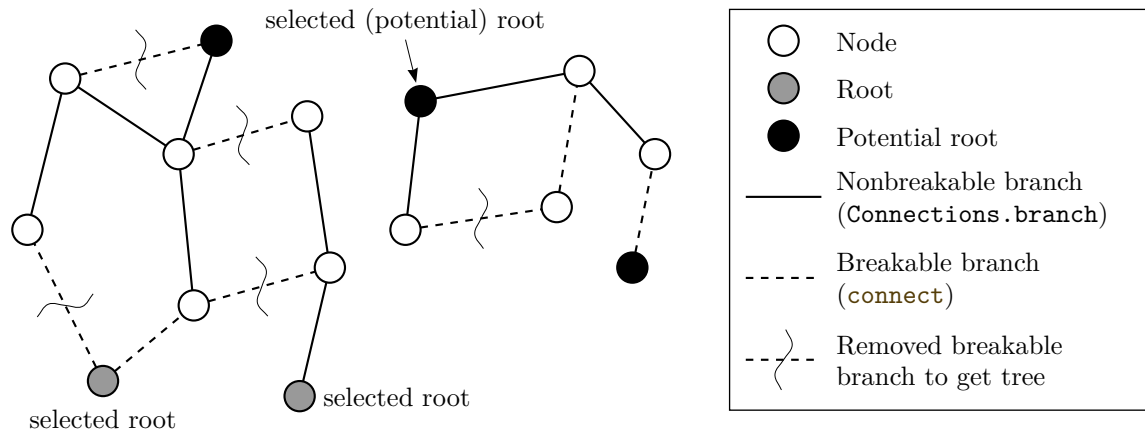 selected (potential) root
selected root
selected root
Node
Root
Potential root
Nonbreakable branch
(Connections.branch)
Breakable branch
(connect)
Removed breakable
branch to get tree